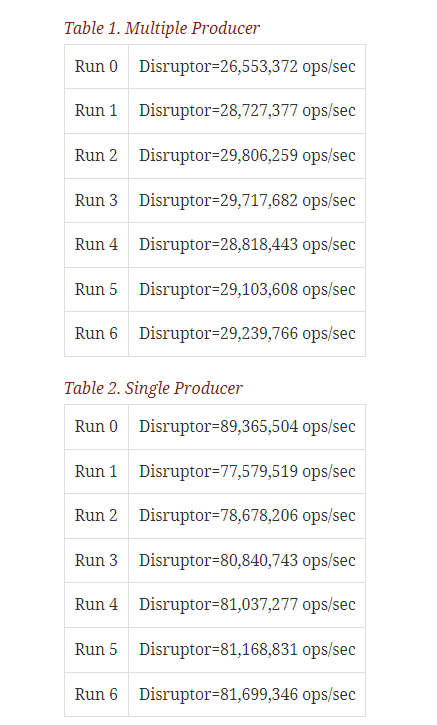 Table 1. Multiple Producer
Run 0 Disruptor=26,553,372 ops/sec
Run 1 Disruptor=28,727,377 ops/sec
Run 2 Disruptor=29,806,259 ops/sec
Run 3 Disruptor=29,717,682 ops/sec
Run 4 Disruptor=28,818,443 ops/sec
Run 5 Disruptor=29,103,608 ops/sec
Run 6 Disruptor=29,239,766 ops/sec
Table 2. Single Producer
Run 0 Disruptor=89,365,504 ops/sec
Run 1 Disruptor=77,579,519 ops/sec
Run 2 Disruptor=78,678,206 ops/sec
Run 3 Disruptor=80,840,743 ops/sec
Run 4 Disruptor=81,037,277 ops/sec
Run 5 Disruptor=81,168,831 ops/sec
Run 6 Disruptor=81,699,346 ops/sec